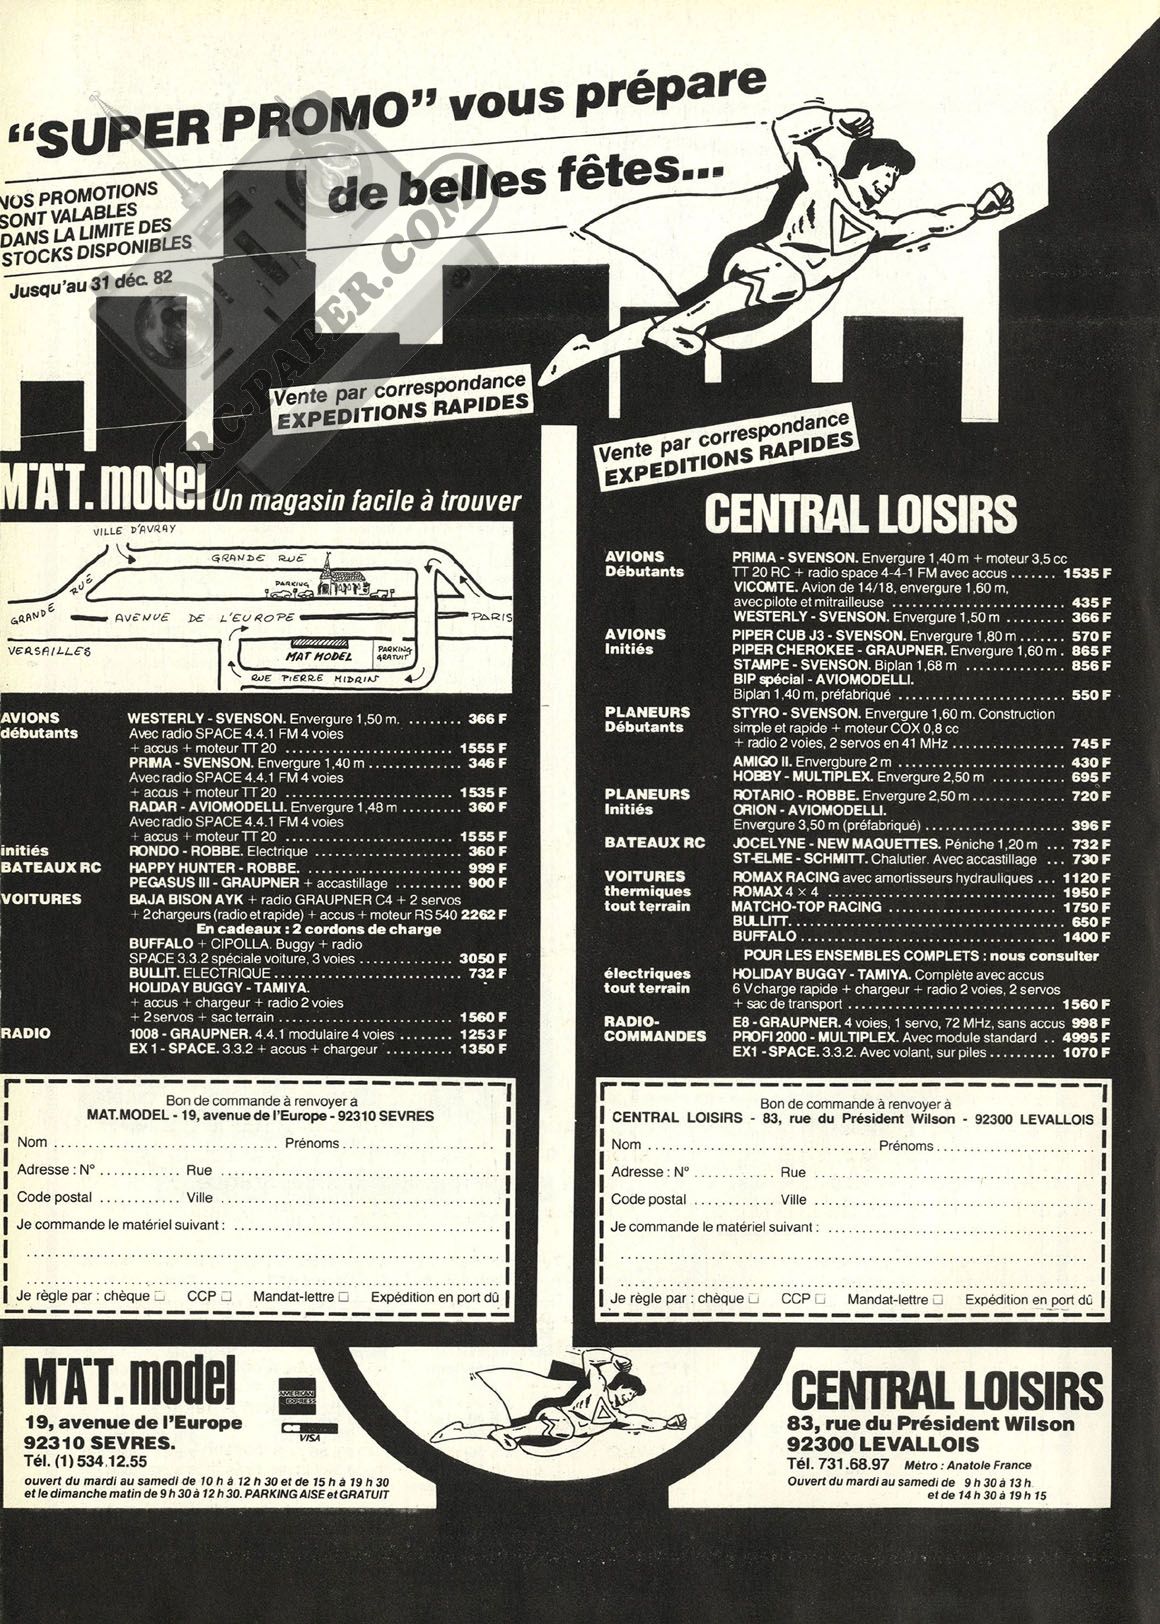 “SUPER PROMO” vous prépare
de belles fêtes...
NOS PROMOTIONS
SONT VALABLES
DANS LA LIMITE DES
STOCKS DISPONIBLES
Jusqu'au 31 déc. 82
RC-PAPER.COM
Vente par correspondance
EXPEDITIONS RAPIDES
MAT. model Un magasin facile à trouver
VILLE D'AVRAY
GRANDE RUE
GRANDE RUE
PARKING
AVENUE DE L'EUROPE
PARIS
VERSAILLES
MAT MODEL
PARKING GRATUIT
RUE PIERRE MIDRIN
AVIONS WESTERLY - SVENSON. Envergure 1,50 m. ........ 366 F
débutants Avec radio SPACE 4.4.1 FM 4 voies
+ accus + moteur TT 20 ........ 1555 F
PRIMA - SVENSON. Envergure 1,40 m ........ 346 F
Avec radio SPACE 4.4.1 FM 4 voies
+ accus + moteur TT 20 ........ 1535 F
RADAR - AVIOMODELLI. Envergure 1,48 m ........ 360 F
Avec radio SPACE 4.4.1 FM 4 voies
+ accus + moteur TT 20 ........ 1555 F
initiés RONDO - ROBBE. Electrique ........ 360 F
BATEAUX RC HAPPY HUNTER - ROBBE. ........ 999 F
PEGASUS III - GRAUPNER + accastillage ........ 900 F
VOITURES BAJA BISON AYK + radio GRAUPNER C4 + 2 servos
+ 2 chargeurs (radio et rapide) + accus + moteur RS 540 2262 F
En cadeaux : 2 cordons de charge
BUFFALO + CIPOLLA. Buggy + radio
SPACE 3.3.2 spéciale voiture, 3 voies ........ 3050 F
BULLIT. ELECTRIQUE ........ 732 F
HOLIDAY BUGGY - TAMIYA.
+ accus + chargeur + radio 2 voies
+ 2 servos + sac terrain ........ 1560 F
RADIO 1008 - GRAUPNER. 4.4.1 modulaire 4 voies ........ 1253 F
EX 1 - SPACE. 3.3.2 + accus + chargeur ........ 1350 F
Bon de commande à renvoyer à
MAT.MODEL - 19, avenue de l'Europe - 92310 SEVRES
Nom ........ Prénoms ........
Adresse : N° ........ Rue ........
Code postal ........ Ville ........
Je commande le matériel suivant : ........
Je règle par : chèque □ CCP □ Mandat-lettre □ Expédition en port dû
MAT. model
19, avenue de l'Europe
92310 SEVRES.
Tél. (1) 534.12.55
ouvert du mardi au samedi de 10 h à 12 h 30 et de 15 h à 19 h 30
et le dimanche matin de 9 h 30 à 12 h 30. PARKING AISE et GRATUIT
AMERICAN EXPRESS
VISA
Vente par correspondance
EXPEDITIONS RAPIDES
CENTRAL LOISIRS
AVIONS PRIMA - SVENSON. Envergure 1,40 m + moteur 3,5 cc
Débutants TT 20 RC + radio space 4-4-1 FM avec accus ....... 1535 F
VICOMTE. Avion de 14/18, envergure 1,60 m,
avec pilote et mitrailleuse ........ 435 F
WESTERLY - SVENSON. Envergure 1,50 m ........ 366 F
AVIONS PIPER CUB J3 - SVENSON. Envergure 1,80 m ........ 570 F
Initiés PIPER CHEROKEE - GRAUPNER. Envergure 1,60 m . 865 F
STAMPE - SVENSON. Biplan 1,68 m ........ 856 F
BIP spécial - AVIOMODELLI.
Biplan 1,40 m, préfabriqué ........ 550 F
PLANEURS STYRO - SVENSON. Envergure 1,60 m. Construction
Débutants simple et rapide + moteur COX 0,8 cc
+ radio 2 voies, 2 servos en 41 MHz ........ 745 F
AMIGO II. Envergbure 2 m ........ 430 F
HOBBY - MULTIPLEX. Envergure 2,50 m ........ 695 F
PLANEURS ROTARIO - ROBBE. Envergure 2,50 m ........ 720 F
Initiés ORION - AVIOMODELLI.
Envergure 3,50 m (préfabriqué) ........ 396 F
BATEAUX RC JOCELYNE - NEW MAQUETTES. Péniche 1,20 m ... 732 F
ST-ELME - SCHMITT. Chalutier. Avec accastillage ... 730 F
VOITURES ROMAX RACING avec amortisseurs hydrauliques ... 1120 F
thermiques ROMAX 4 × 4 ........ 1950 F
tout terrain MATCHO-TOP RACING ........ 1750 F
BULLITT. ........ 650 F
BUFFALO ........ 1400 F
POUR LES ENSEMBLES COMPLETS : nous consulter
électriques HOLIDAY BUGGY - TAMIYA. Complète avec accus
tout terrain 6 V charge rapide + chargeur + radio 2 voies, 2 servos
+ sac de transport ........ 1560 F
RADIO- E8 - GRAUPNER. 4 voies, 1 servo, 72 MHz, sans accus 998 F
COMMANDES PROFI 2000 - MULTIPLEX. Avec module standard .. 4995 F
EX1 - SPACE. 3.3.2. Avec volant, sur piles ........ 1070 F
Bon de commande à renvoyer à
CENTRAL LOISIRS - 83, rue du Président Wilson - 92300 LEVALLOIS
Nom ........ Prénoms ........
Adresse : N° ........ Rue ........
Code postal ........ Ville ........
Je commande le matériel suivant : ........
Je règle par : chèque □ CCP □ Mandat-lettre □ Expédition en port dû
CENTRAL LOISIRS
83, rue du Président Wilson
92300 LEVALLOIS
Tél. 731.68.97 Métro : Anatole France
Ouvert du mardi au samedi de 9 h 30 à 13 h
et de 14 h 30 à 19 h 15